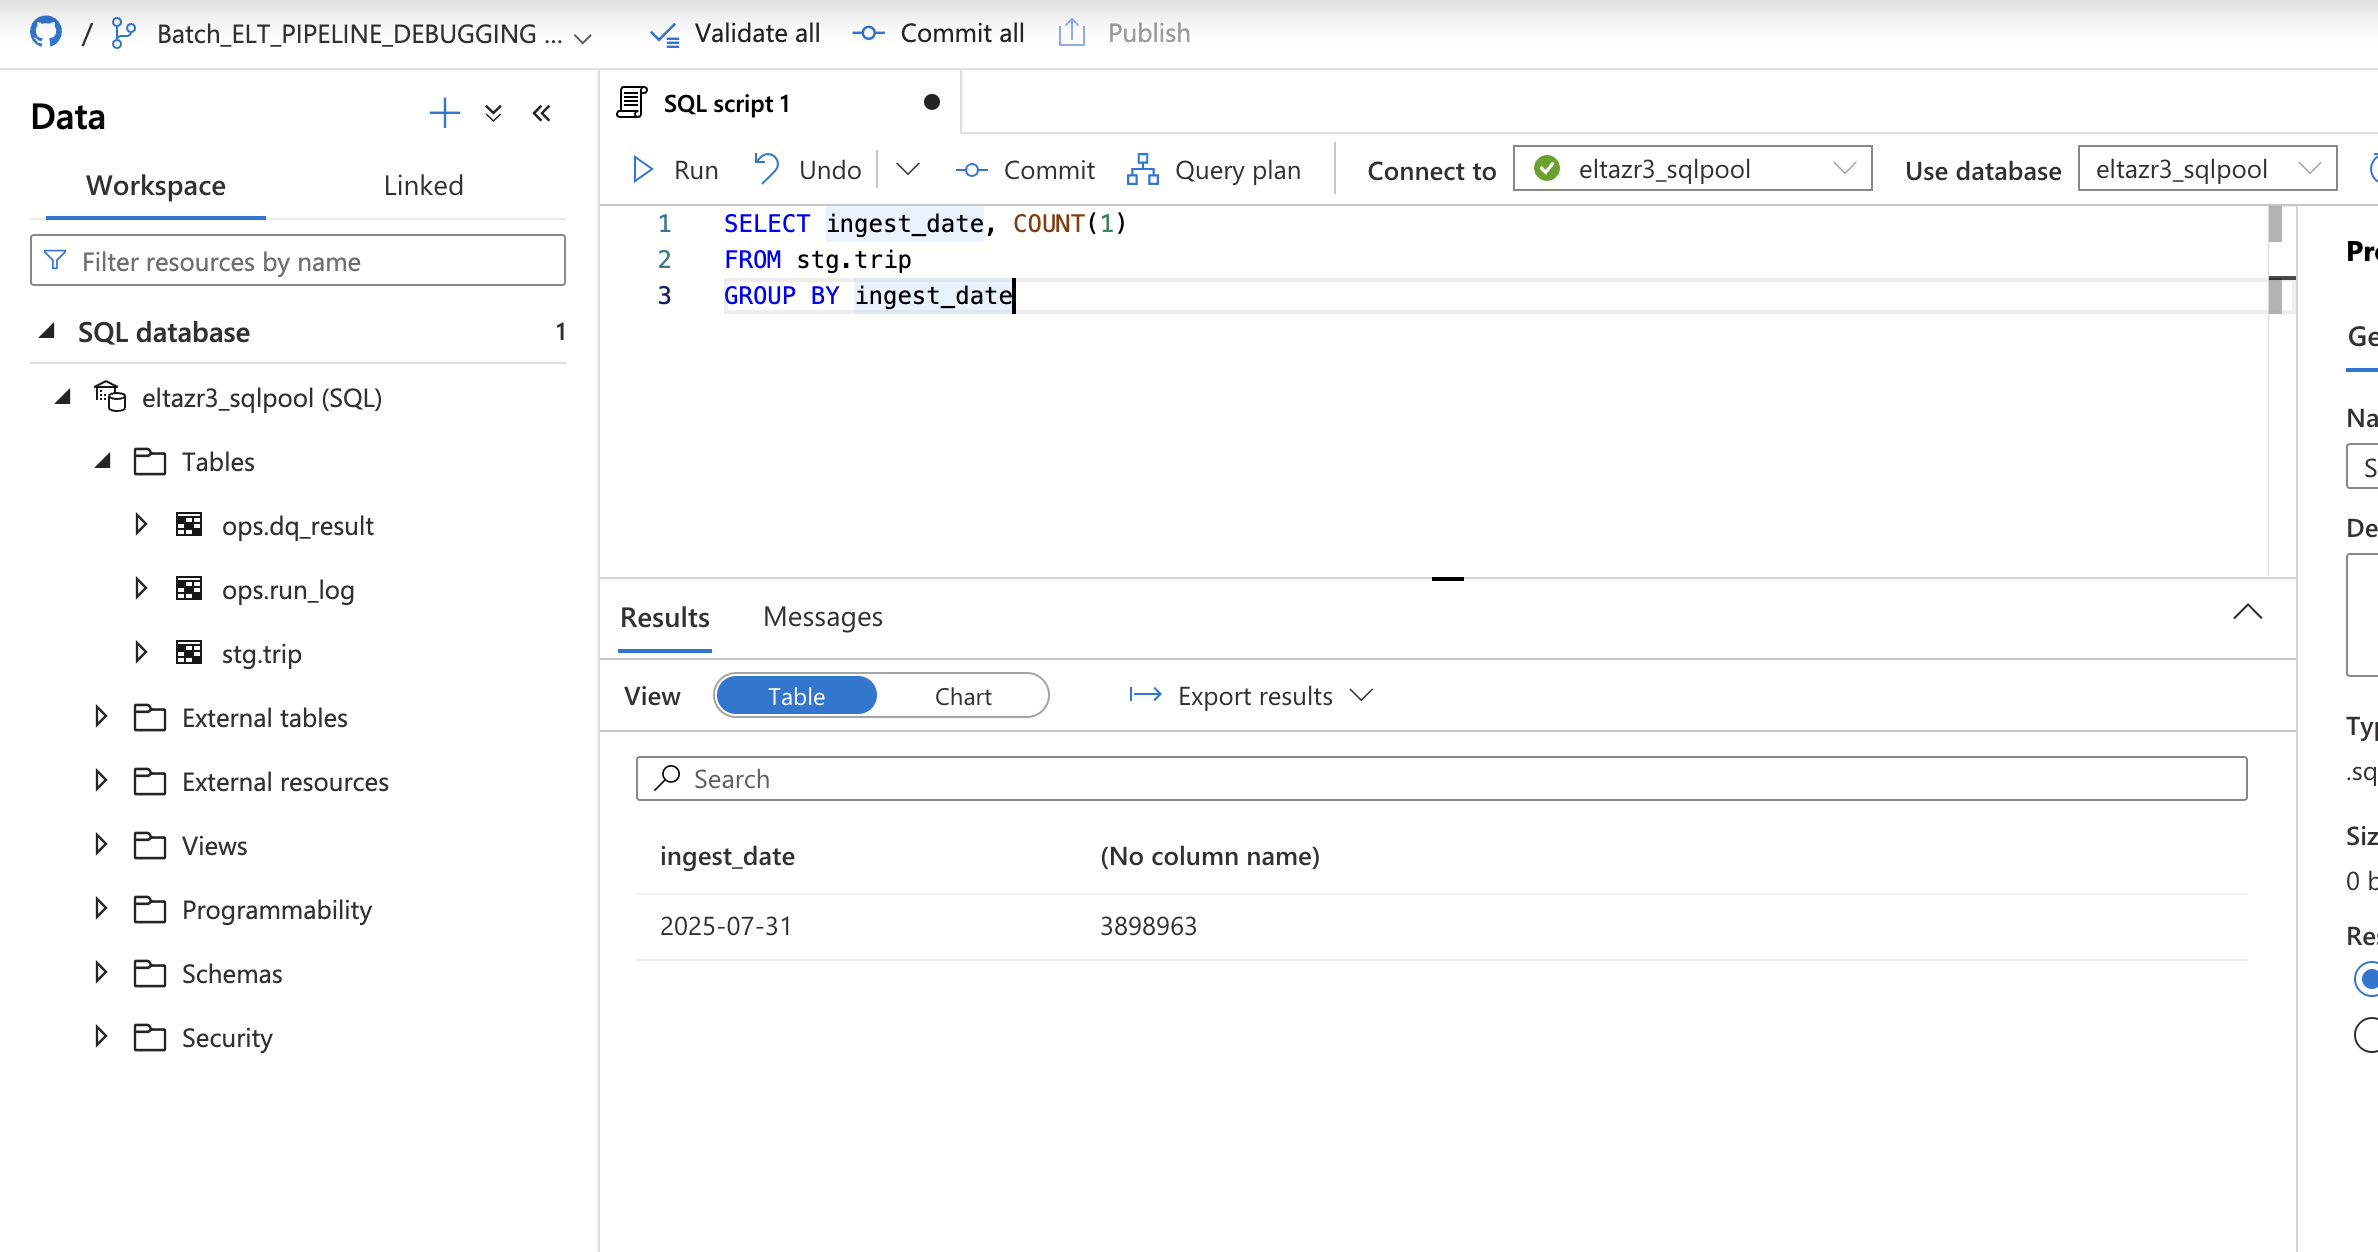 / Batch_ELT_PIPELINE_DEBUGGING ... Validate all Commit all Publish
Data
Workspace Linked
Filter resources by name
SQL database 1
eltazr3_sqlpool (SQL)
Tables
ops.dq_result
ops.run_log
stg.trip
External tables
External resources
Views
Programmability
Schemas
Security
SQL script 1
Run Undo Commit Query plan Connect to eltazr3_sqlpool Use database eltazr3_sqlpool
1 SELECT ingest_date, COUNT(1)
2 FROM stg.trip
3 GROUP BY ingest_date
Results Messages
View Table Chart Export results
Search
ingest_date (No column name)
2025-07-31 3898963
Pr
Ge
Na
S
De
Ty
.sq
Siz
0 b
Re